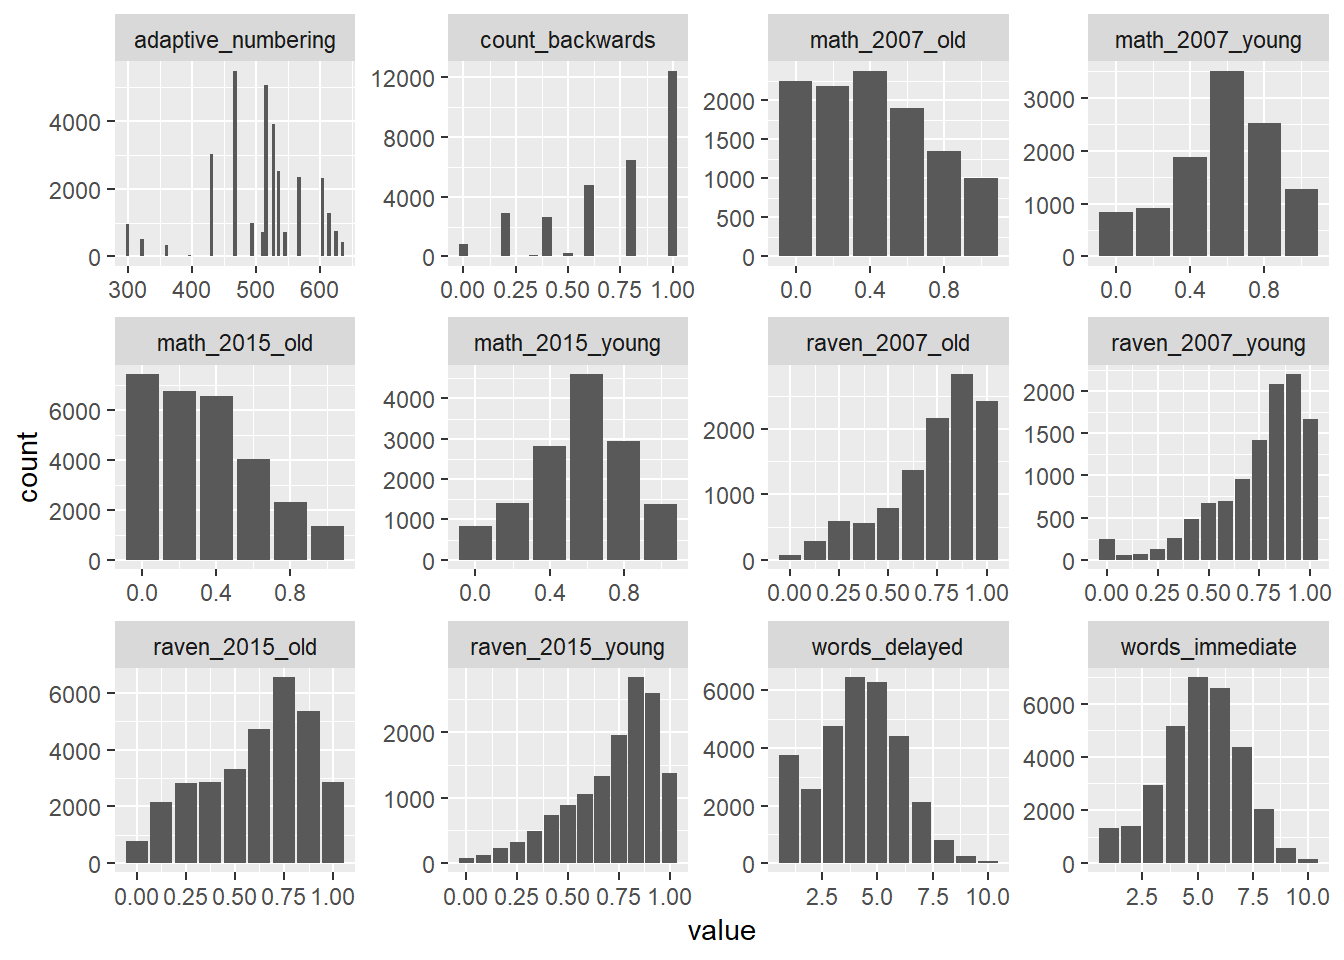 adaptive_numbering
count_backwards
math_2007_old
math_2007_young
4000
2000
0
300 400 500 600
12000
8000
4000
0
0.00 0.25 0.50 0.75 1.00
2000
1500
1000
500
0
0.0 0.4 0.8
3000
2000
1000
0
0.0 0.4 0.8
math_2015_old
math_2015_young
raven_2007_old
raven_2007_young
6000
4000
2000
0
0.0 0.4 0.8
4000
3000
2000
1000
0
0.0 0.4 0.8
2000
1000
0
0.00 0.25 0.50 0.75 1.00
2000
1500
1000
500
0
0.00 0.25 0.50 0.75 1.00
raven_2015_old
raven_2015_young
words_delayed
words_immediate
6000
4000
2000
0
0.00 0.25 0.50 0.75 1.00
2000
1000
0
0.00 0.25 0.50 0.75 1.00
6000
4000
2000
0
2.5 5.0 7.5 10.0
6000
4000
2000
0
2.5 5.0 7.5 10.0
count
value